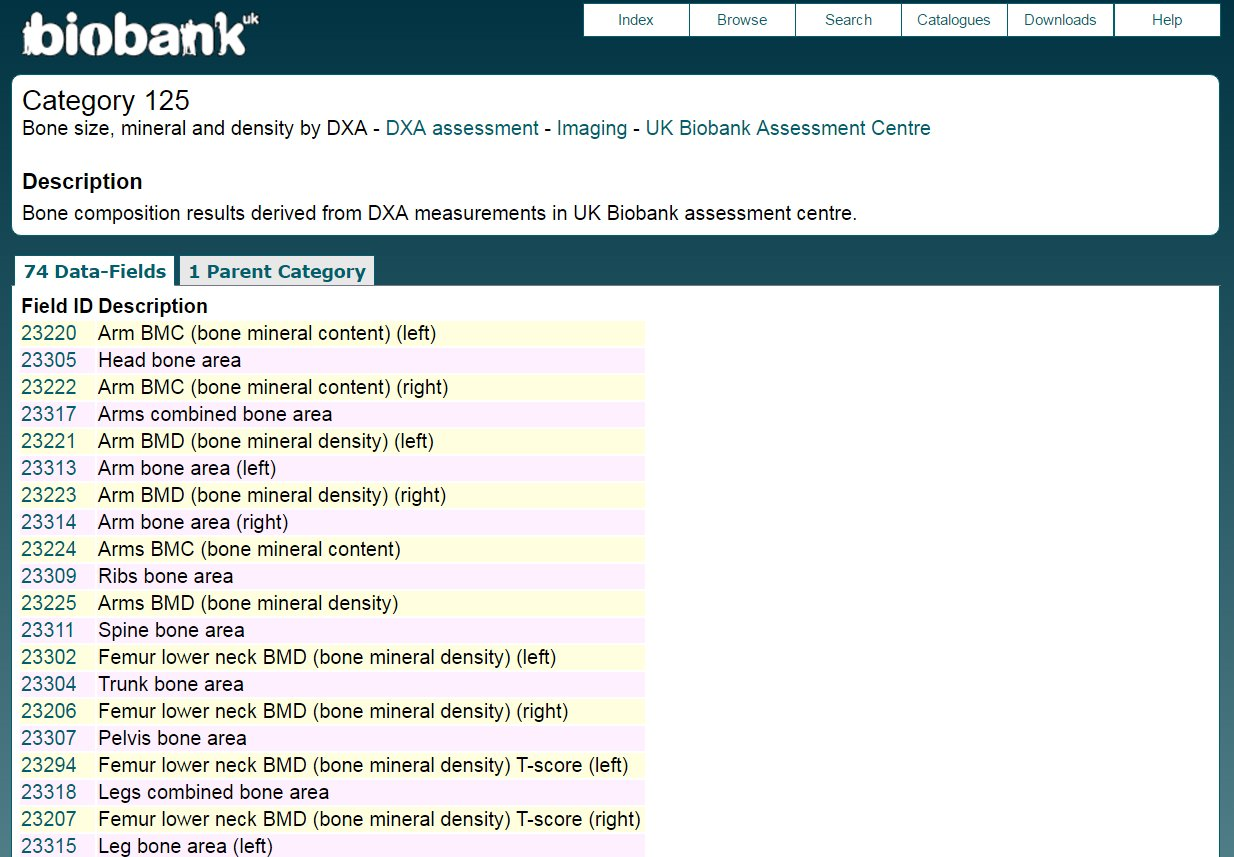 biobank uk
Index Browse Search Catalogues Downloads Help
Category 125
Bone size, mineral and density by DXA - DXA assessment - Imaging - UK Biobank Assessment Centre
Description
Bone composition results derived from DXA measurements in UK Biobank assessment centre.
74 Data-Fields 1 Parent Category
Field ID Description
23220 Arm BMC (bone mineral content) (left)
23305 Head bone area
23222 Arm BMC (bone mineral content) (right)
23317 Arms combined bone area
23221 Arm BMD (bone mineral density) (left)
23313 Arm bone area (left)
23223 Arm BMD (bone mineral density) (right)
23314 Arm bone area (right)
23224 Arms BMC (bone mineral content)
23309 Ribs bone area
23225 Arms BMD (bone mineral density)
23311 Spine bone area
23302 Femur lower neck BMD (bone mineral density) (left)
23304 Trunk bone area
23206 Femur lower neck BMD (bone mineral density) (right)
23307 Pelvis bone area
23294 Femur lower neck BMD (bone mineral density) T-score (left)
23318 Legs combined bone area
23207 Femur lower neck BMD (bone mineral density) T-score (right)
23315 Leg bone area (left)